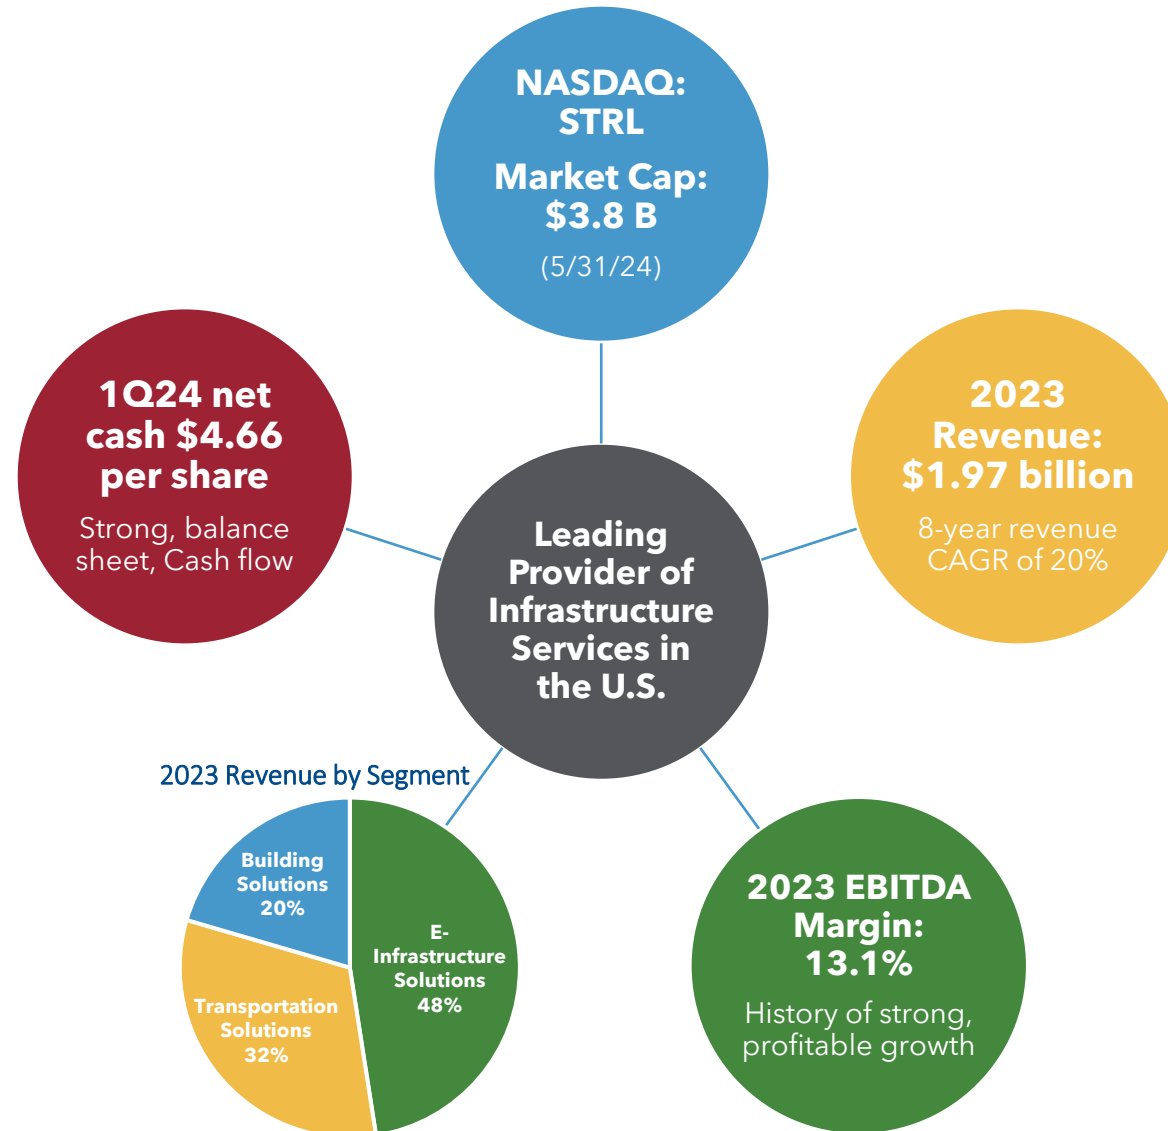 NASDAQ:
STRL
Market Cap:
$3.8 B
(5/31/24)
1Q24 net
cash $4.66
per share
Strong, balance
sheet, Cash flow
2023
Revenue:
$1.97 billion
8-year revenue
CAGR of 20%
Leading
Provider of
Infrastructure
Services in
the U.S.
2023 Revenue by Segment
Building
Solutions
20%
E-
Infrastructure
Solutions
48%
Transportation
Solutions
32%
2023 EBITDA
Margin:
13.1%
History of strong,
profitable growth